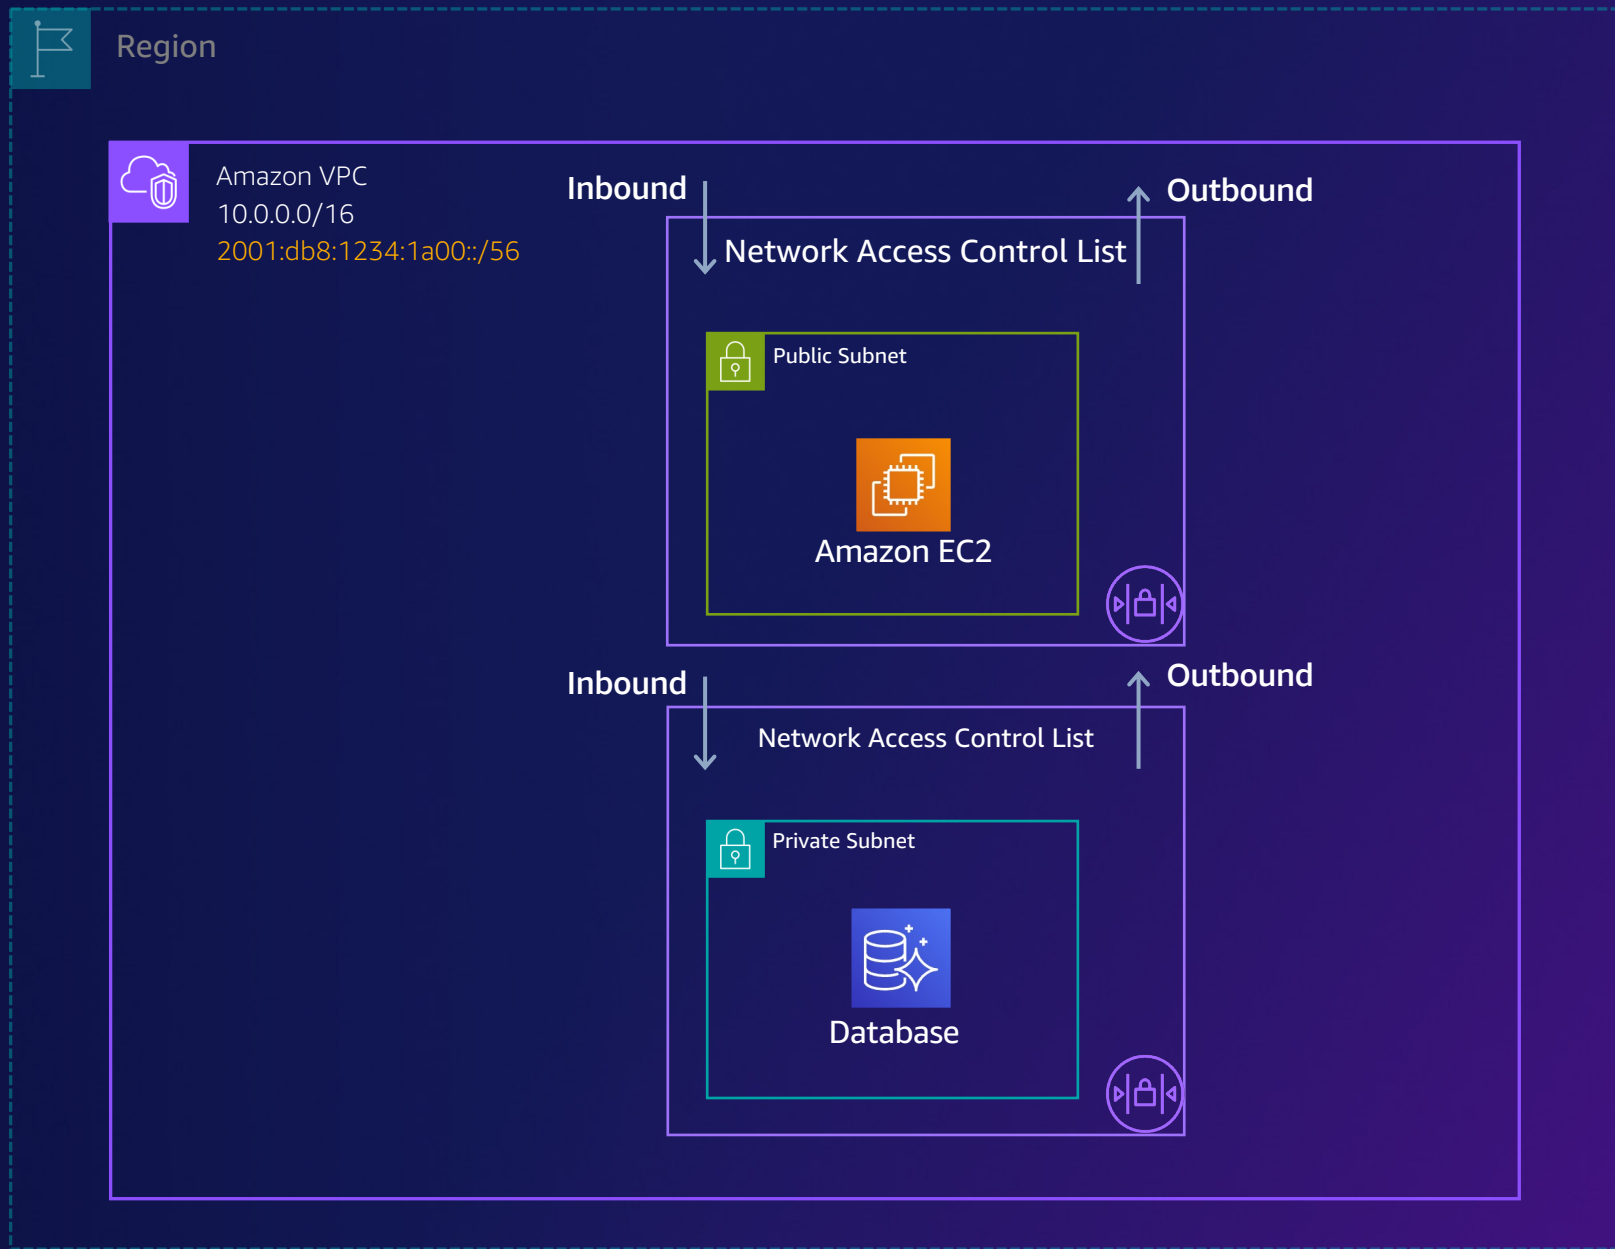 Region
Amazon VPC
10.0.0.0/16
2001:db8:1234:1a00::/56
Inbound
Outbound
Network Access Control List
Public Subnet
Amazon EC2
Inbound
Outbound
Network Access Control List
Private Subnet
Database